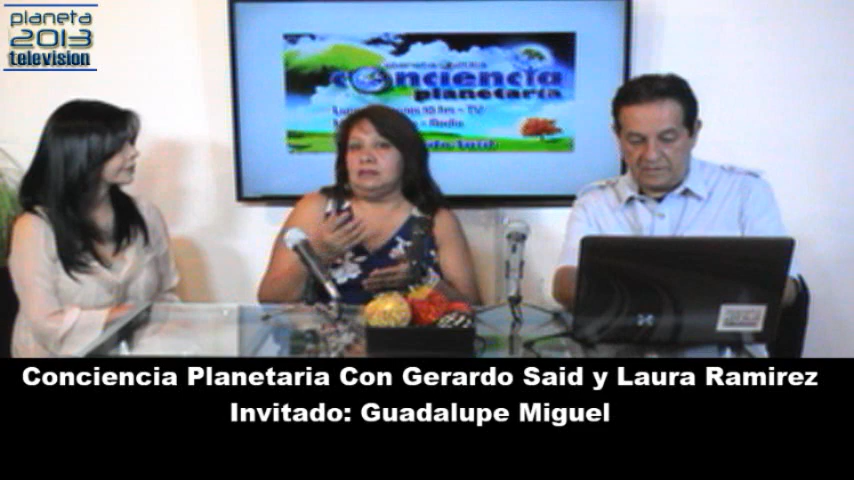 planeta
2013
television
conciencia
planetaria
Conciencia Planetaria Con Gerardo Said y Laura Ramirez
Invitado: Guadalupe Miguel